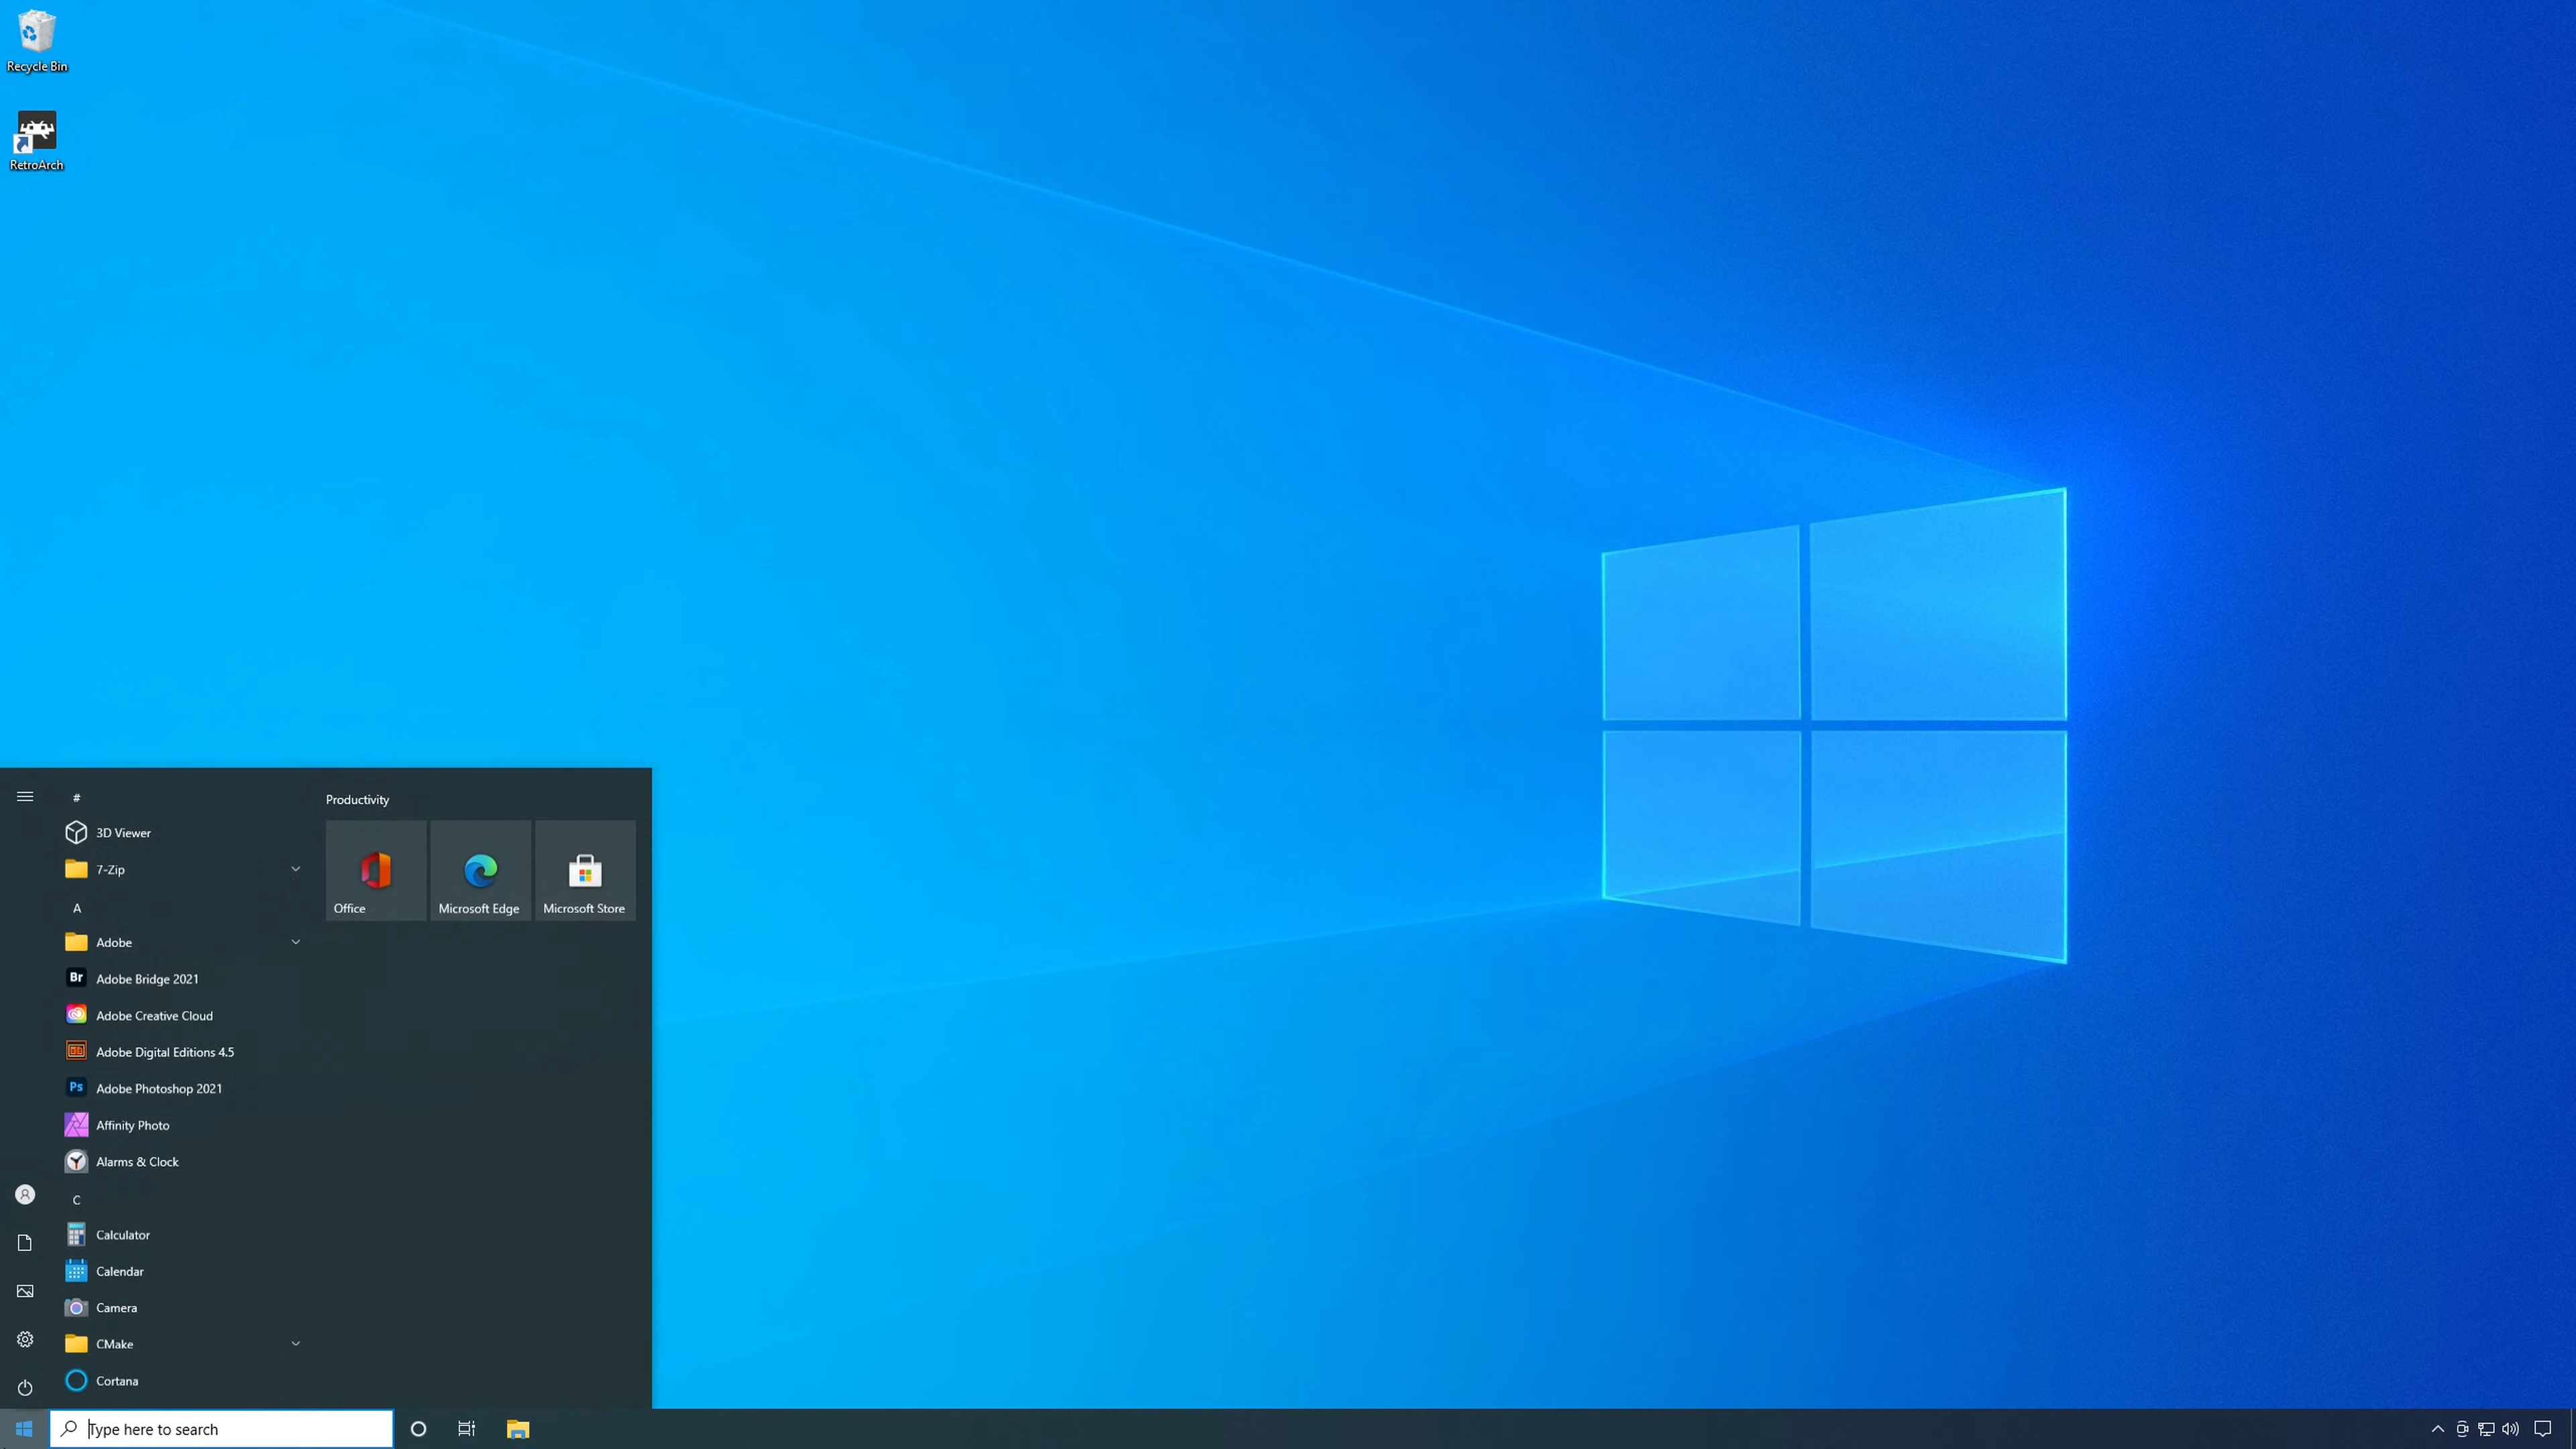 Recycle Bin
RetroArch
#
3D Viewer
7-Zip
A
Adobe
Br
Adobe Bridge 2021
Adobe Creative Cloud
Adobe Digital Editions 4.5
Ps
Adobe Photoshop 2021
Affinity Photo
Alarms & Clock
C
Calculator
Calendar
Camera
CMake
Cortana
Productivity
Office
Microsoft Edge
Microsoft Store
Type here to search